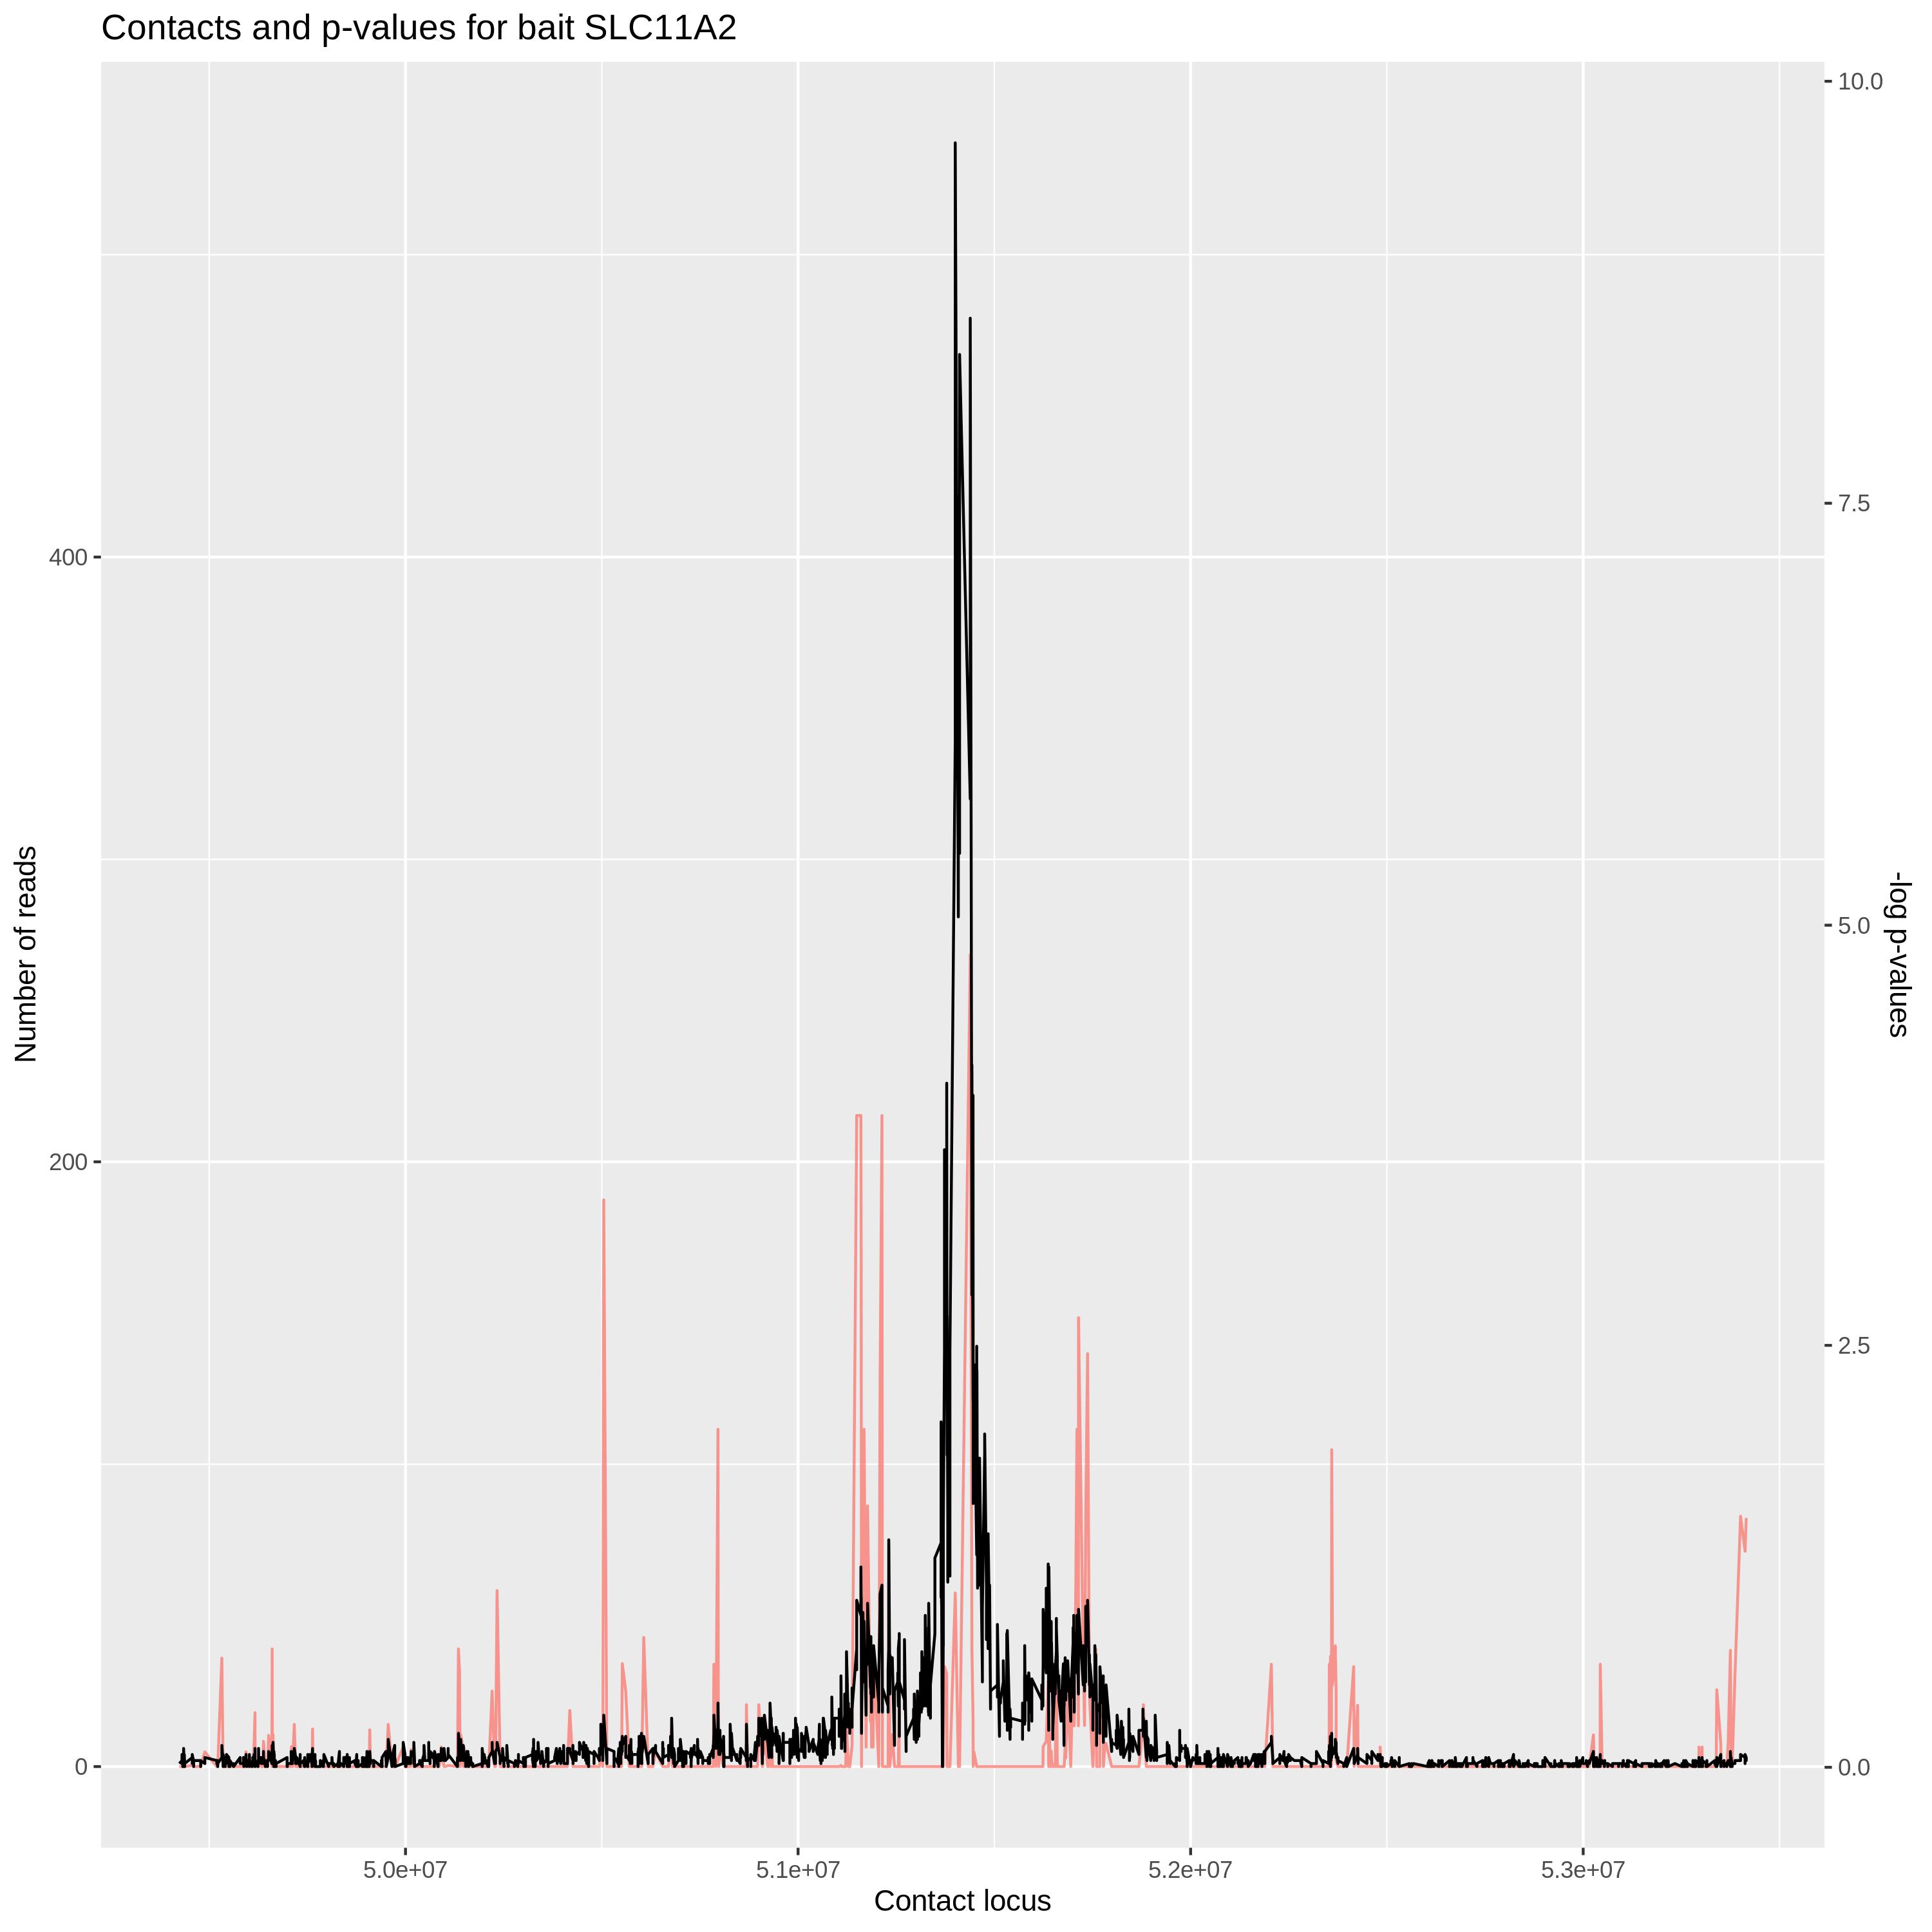 Contacts and p-values for bait SLC11A2
10.0
7.5
400
5.0
Number of reads
-log p-values
200
2.5
0
0.0
5.0e+07
5.1e+07
5.2e+07
5.3e+07
Contact locus